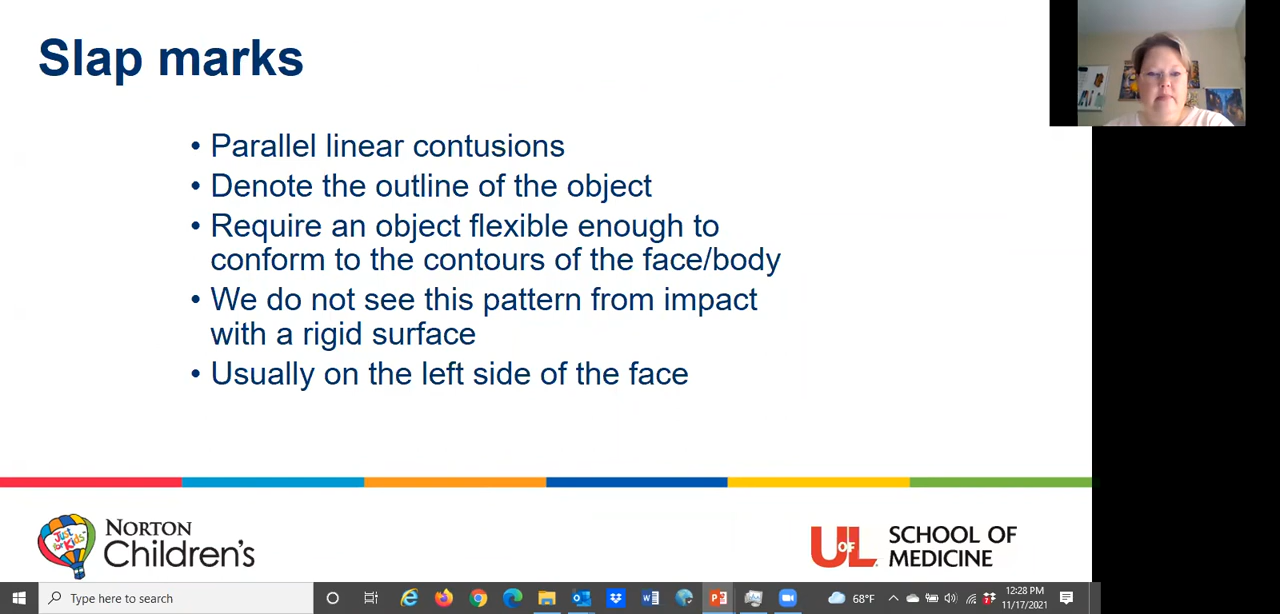 Slap marks
• Parallel linear contusions
• Denote the outline of the object
• Require an object flexible enough to
conform to the contours of the face/body
• We do not see this pattern from impact
with a rigid surface
• Usually on the left side of the face
Just for Kids
NORTON
Children's
UofL
SCHOOL OF
MEDICINE
Type here to search
68°F
12:28 PM
11/17/2021